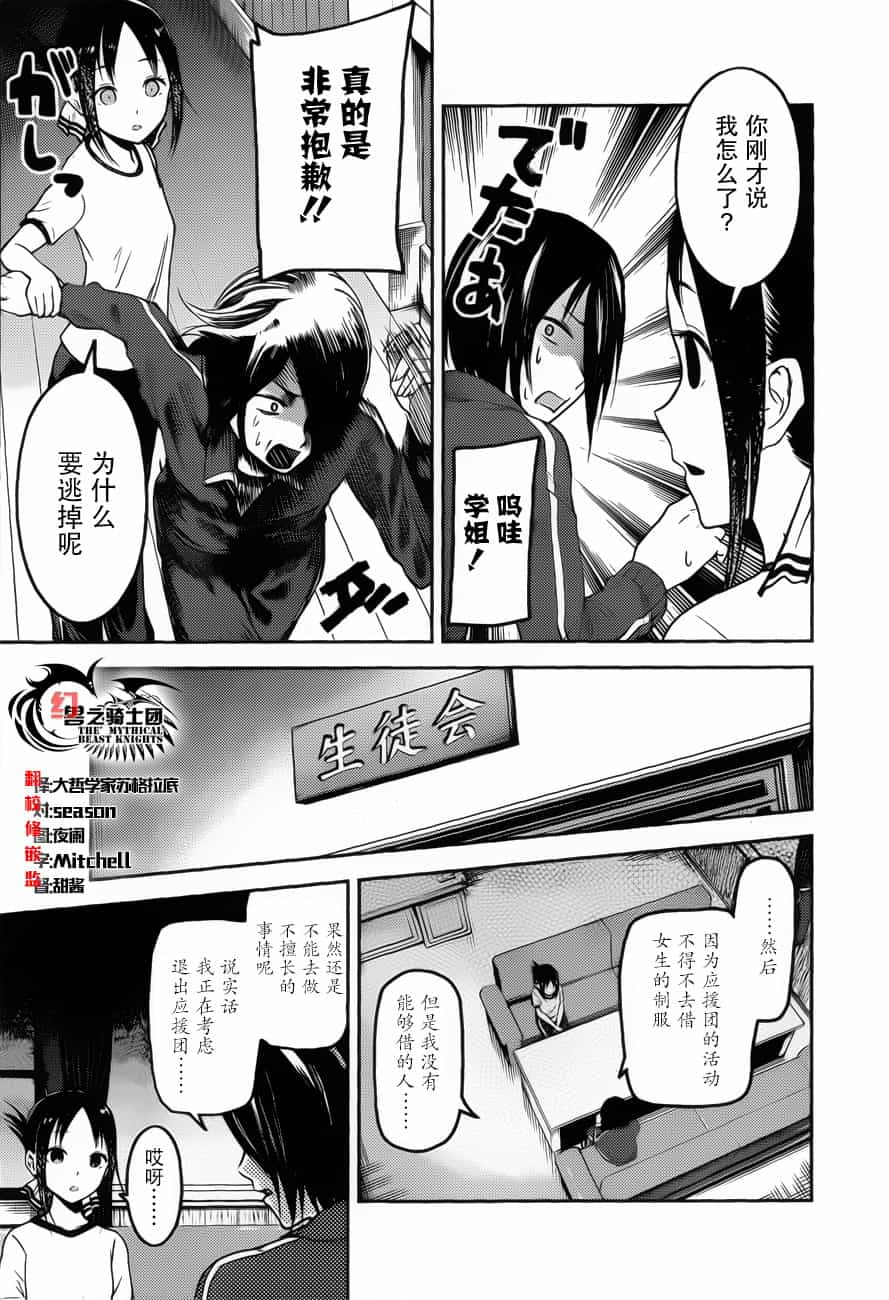 你刚才说
我怎么了？
でたあ
呜哇
学姐！
真的是
非常抱歉!!
がしっ
为什么
要逃掉呢
ダッ
幻兽之骑士团
THE MYTHICAL
BEAST KNIGHTS
翻译:大哲学家苏格拉底
校对:season
修图:夜闹
嵌字:Mitchell
监督:甜酱
生徒会
……然后
因为应援团的活动
不得不去借
女生的制服
但是我没有
能够借的人……
果然还是
不能去做
不擅长的
事情呢
说实话
我正在考虑
退出应援团……
哎呀……